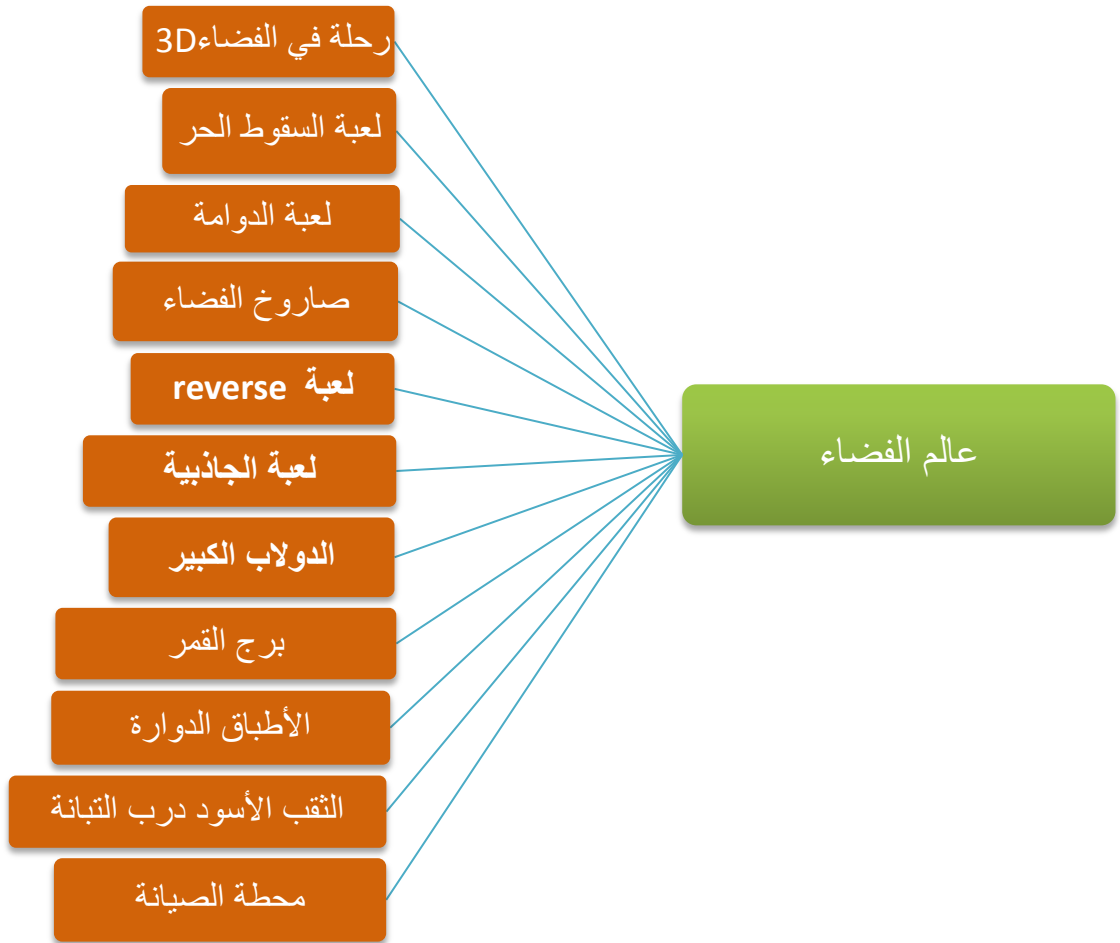 عالم الفضاء
رحلة في الفضاء3D
لعبة السقوط الحر
لعبة الدوامة
صاروخ الفضاء
لعبة reverse
لعبة الجاذبية
الدولاب الكبير
برج القمر
الأطباق الدوارة
الثقب الأسود درب التبانة
محطة الصيانة